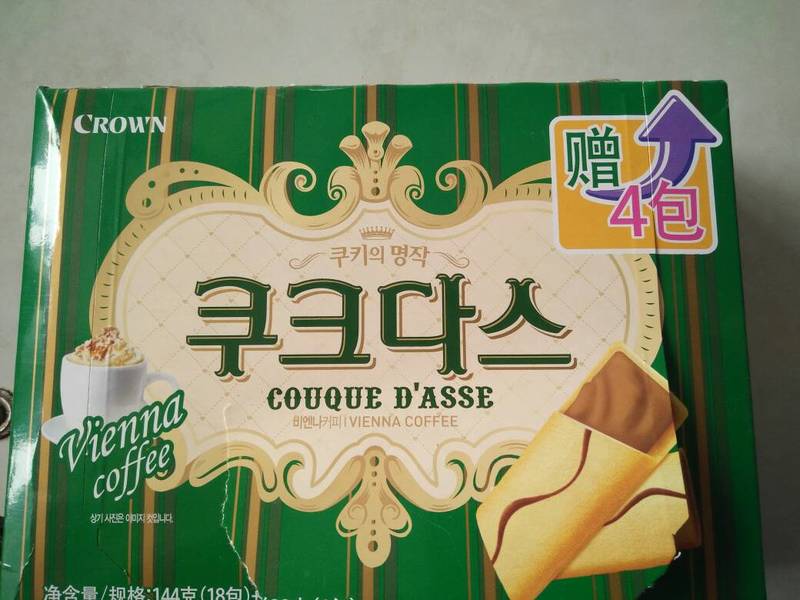 CROWN
赠
4包
쿠키의 명작
쿠크다스
COUQUE D'ASSE
비엔나커피 | VIENNA COFFEE
Vienna
coffee
상기 사진은 이미지 컷입니다.
净含量/规格:144克(18包)